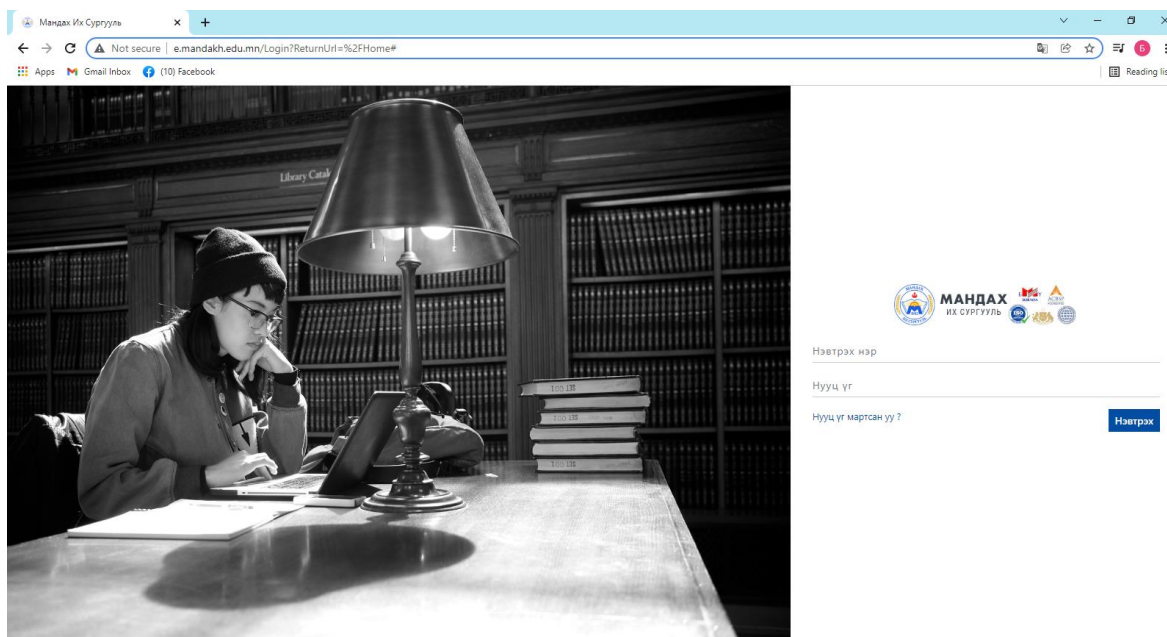 Мандах Их Сургууль
Not secure
e.mandakh.edu.mn/Login?ReturnUrl=%2FHome#
Б
Apps
Gmail Inbox
(10) Facebook
Reading lis
Library Catal
МАНДАХ
ИХ СУРГУУЛЬ
Нэвтрэх нэр
Нууц үг
Нууц үг мартсан уу ?
Нэвтрэх